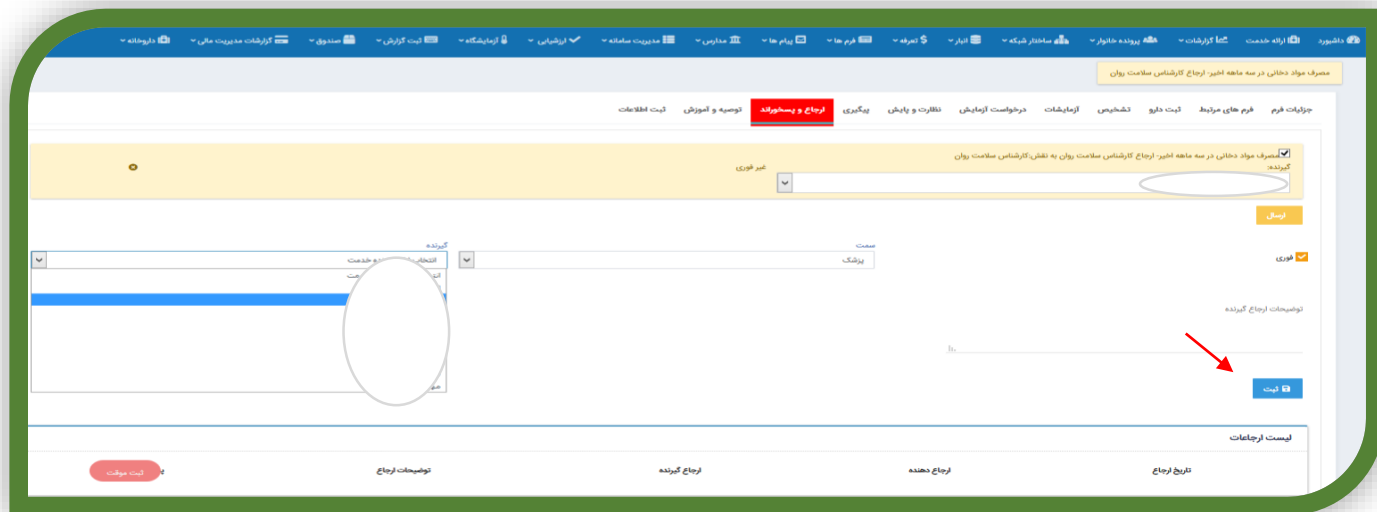 داشبورد ارائه خدمت گزارشات پرونده خانوار ساختار شبکه انبار تعرفه فرم ها پیام ها مدارس مدیریت سامانه ارزشیابی آزمایشگاه ثبت گزارش صندوق گزارشات مدیریت مالی داروخانه
مصرف مواد دخانی در سه ماهه اخیر- ارجاع کارشناس سلامت روان
جزئیات فرم فرم های مرتبط ثبت دارو تشخیص آزمایشات درخواست آزمایش نظارت و پایش پیگیری ارجاع و پسخوراند توصیه و آموزش ثبت اطلاعات
مصرف مواد دخانی در سه ماهه اخیر- ارجاع کارشناس سلامت روان به نقش:کارشناس سلامت روان
گیرنده: غیر فوری
ارسال
سمت گیرنده
فوری پزشک انتخاب خدمت
توضیحات ارجاع گیرنده
ثبت
لیست ارجاعات
تاریخ ارجاع ارجاع دهنده ارجاع گیرنده توضیحات ارجاع ثبت موقت